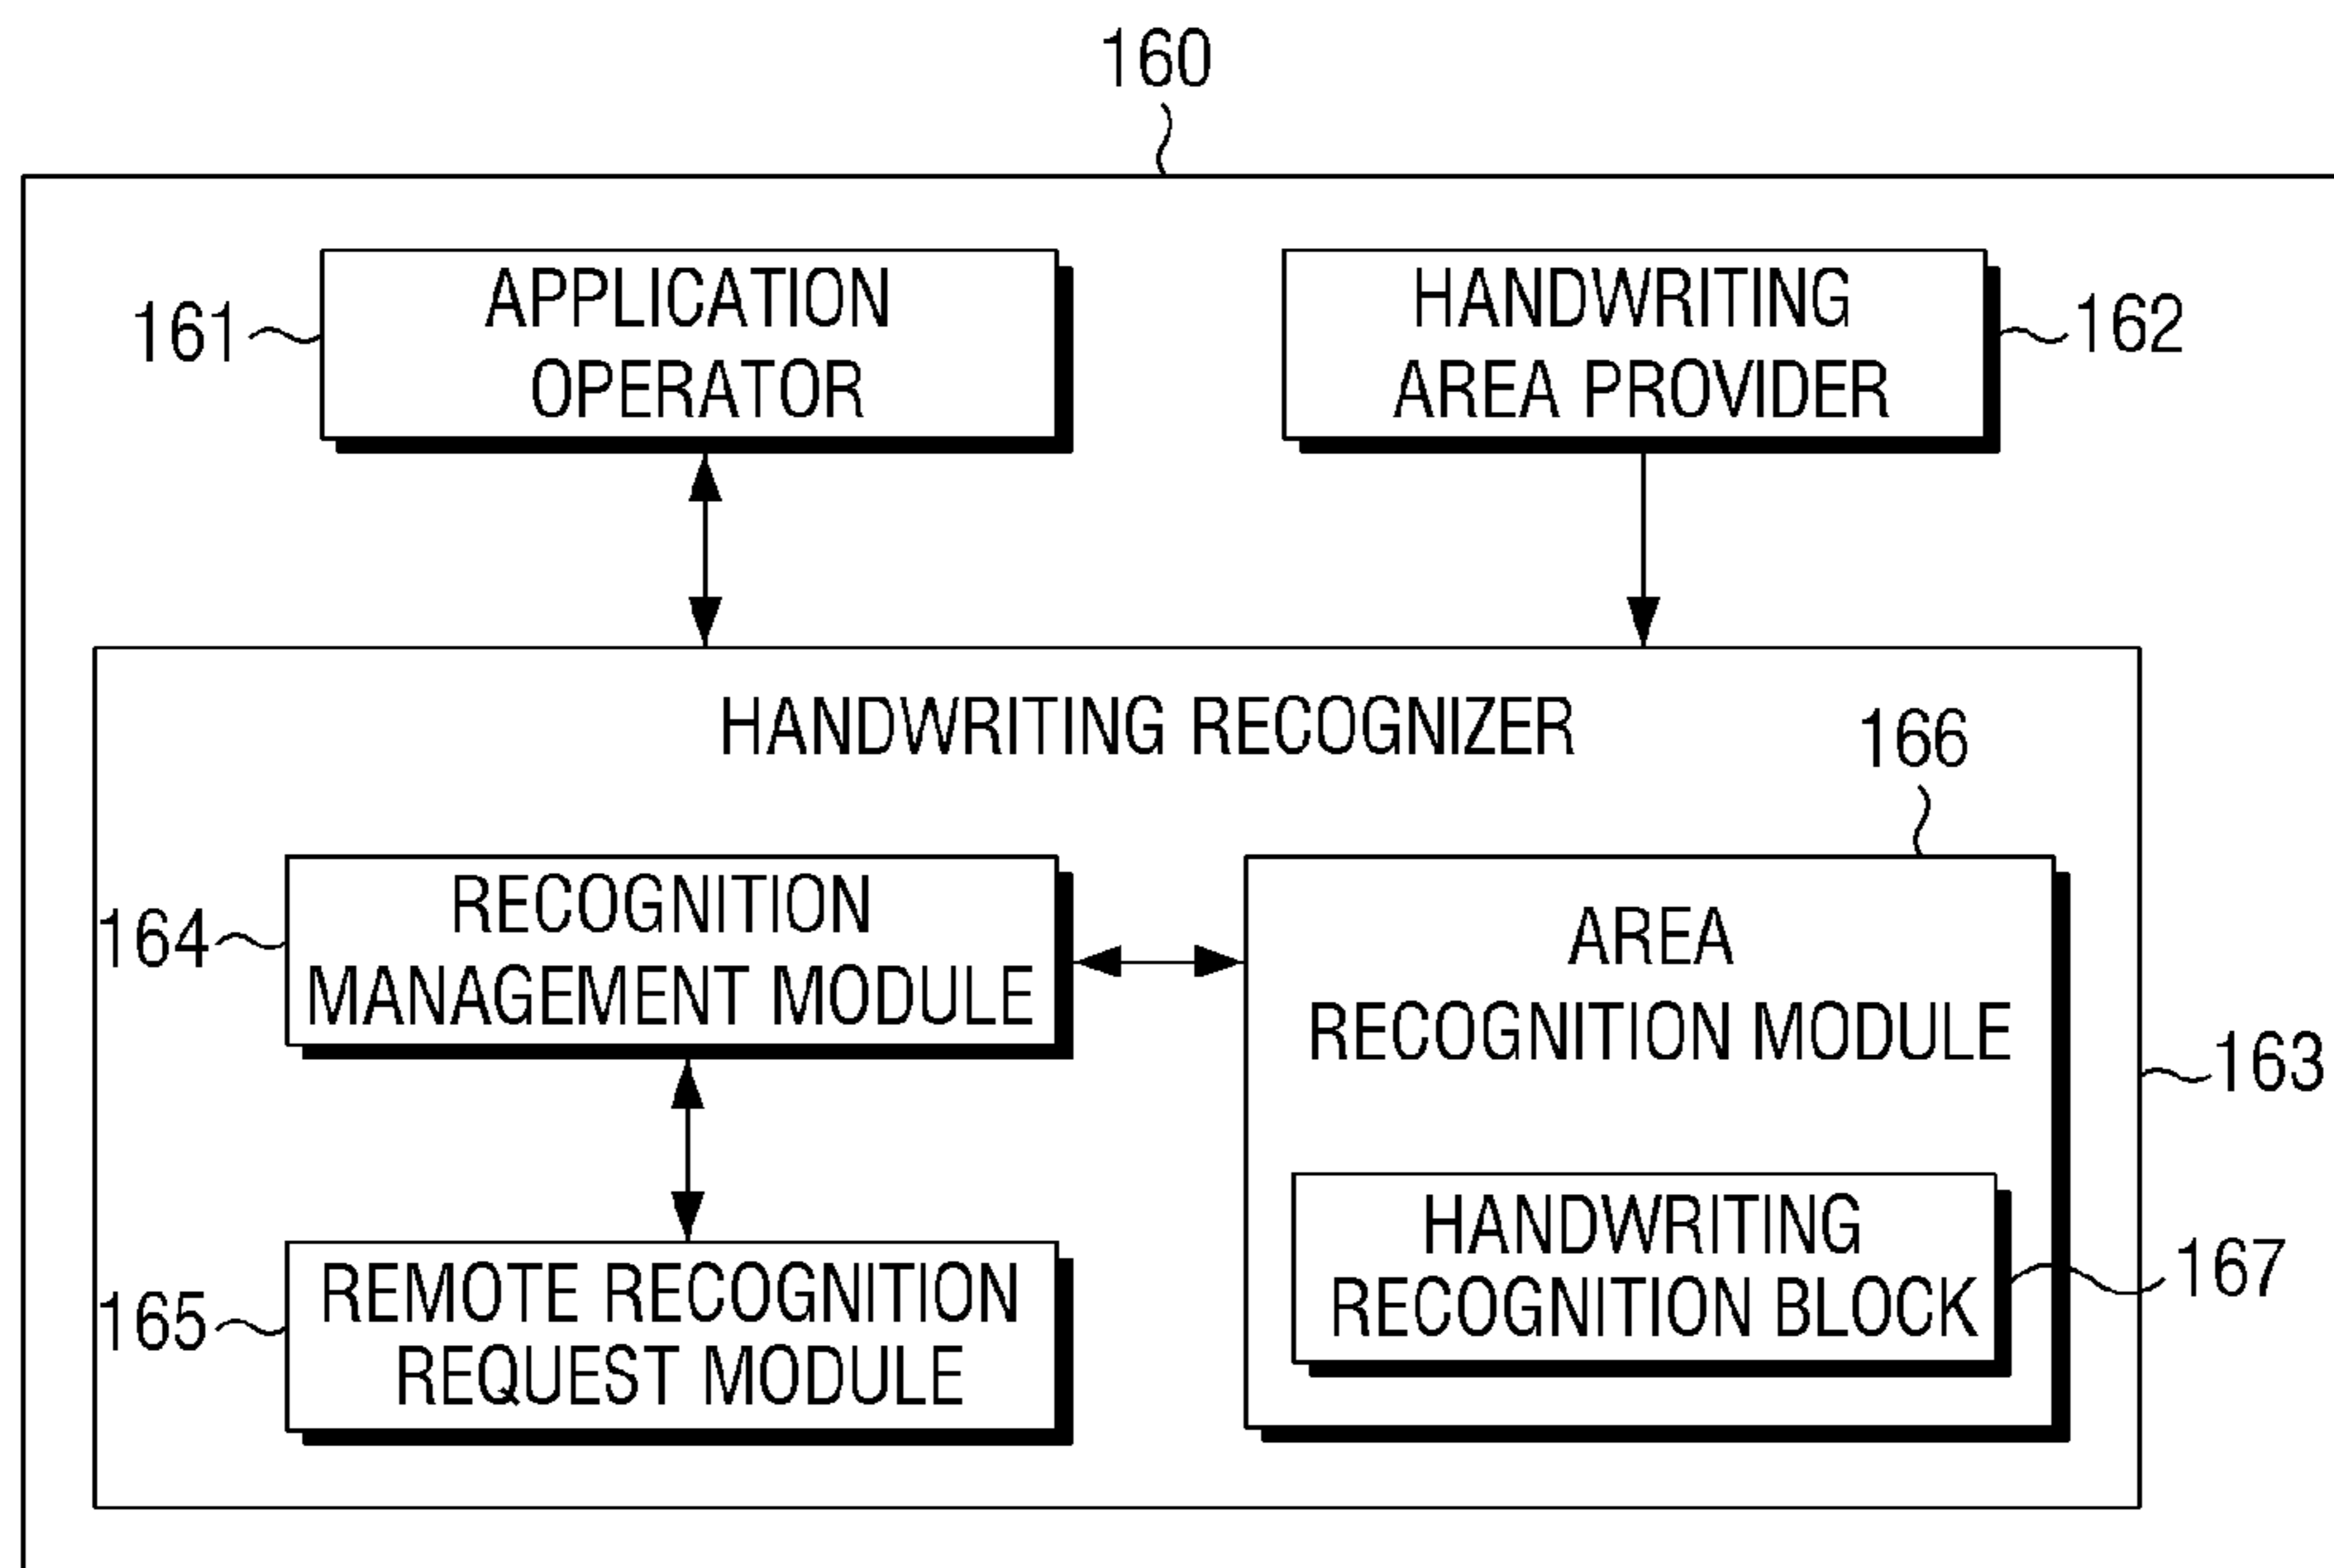 160
161
APPLICATION
OPERATOR
HANDWRITING
AREA PROVIDER
162
HANDWRITING RECOGNIZER
166
164
RECOGNITION
MANAGEMENT MODULE
AREA
RECOGNITION MODULE
163
165
REMOTE RECOGNITION
REQUEST MODULE
HANDWRITING
RECOGNITION BLOCK
167